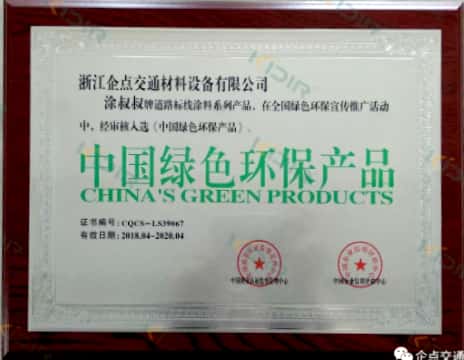 浙江企点交通材料设备有限公司
涂叔叔牌道路标线涂料系列产品，在全国绿色环保宣传推广活动
中，经审核入选《中国绿色环保产品》。
中国绿色环保产品
CHINA'S GREEN PRODUCTS
证书编号：CQCS-LS39067
有效日期：2018.04-2020.04
企点交通